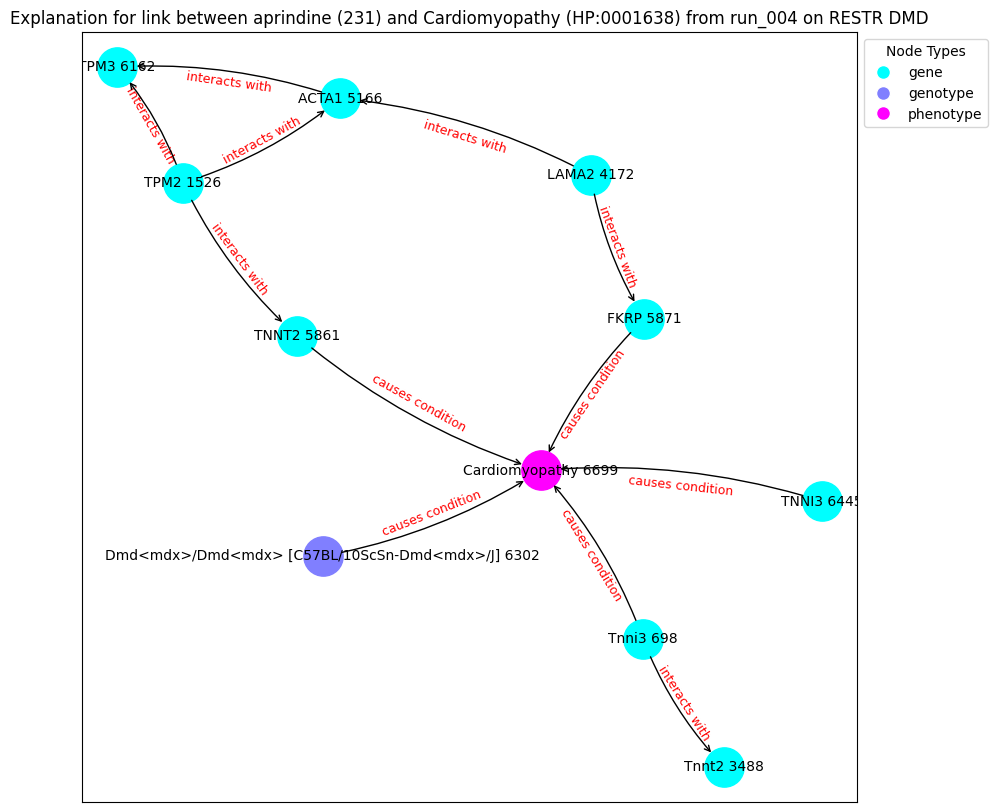 Explanation for link between aprindine (231) and Cardiomyopathy (HP:0001638) from run_004 on RESTR DMD
Node Types
gene
genotype
phenotype
TPM3 6162
interacts with
ACTA1 5166
interacts with
interacts with
interacts with
LAMA2 4172
TPM2 1526
interacts with
interacts with
FKRP 5871
TNNT2 5861
causes condition
causes condition
Cardiomyopathy 6699
causes condition
TNNI3 6445
causes condition
causes condition
Dmd<mdx>/Dmd<mdx> [C57BL/10ScSn-Dmd<mdx>/J] 6302
Tnni3 698
interacts with
Tnnt2 3488